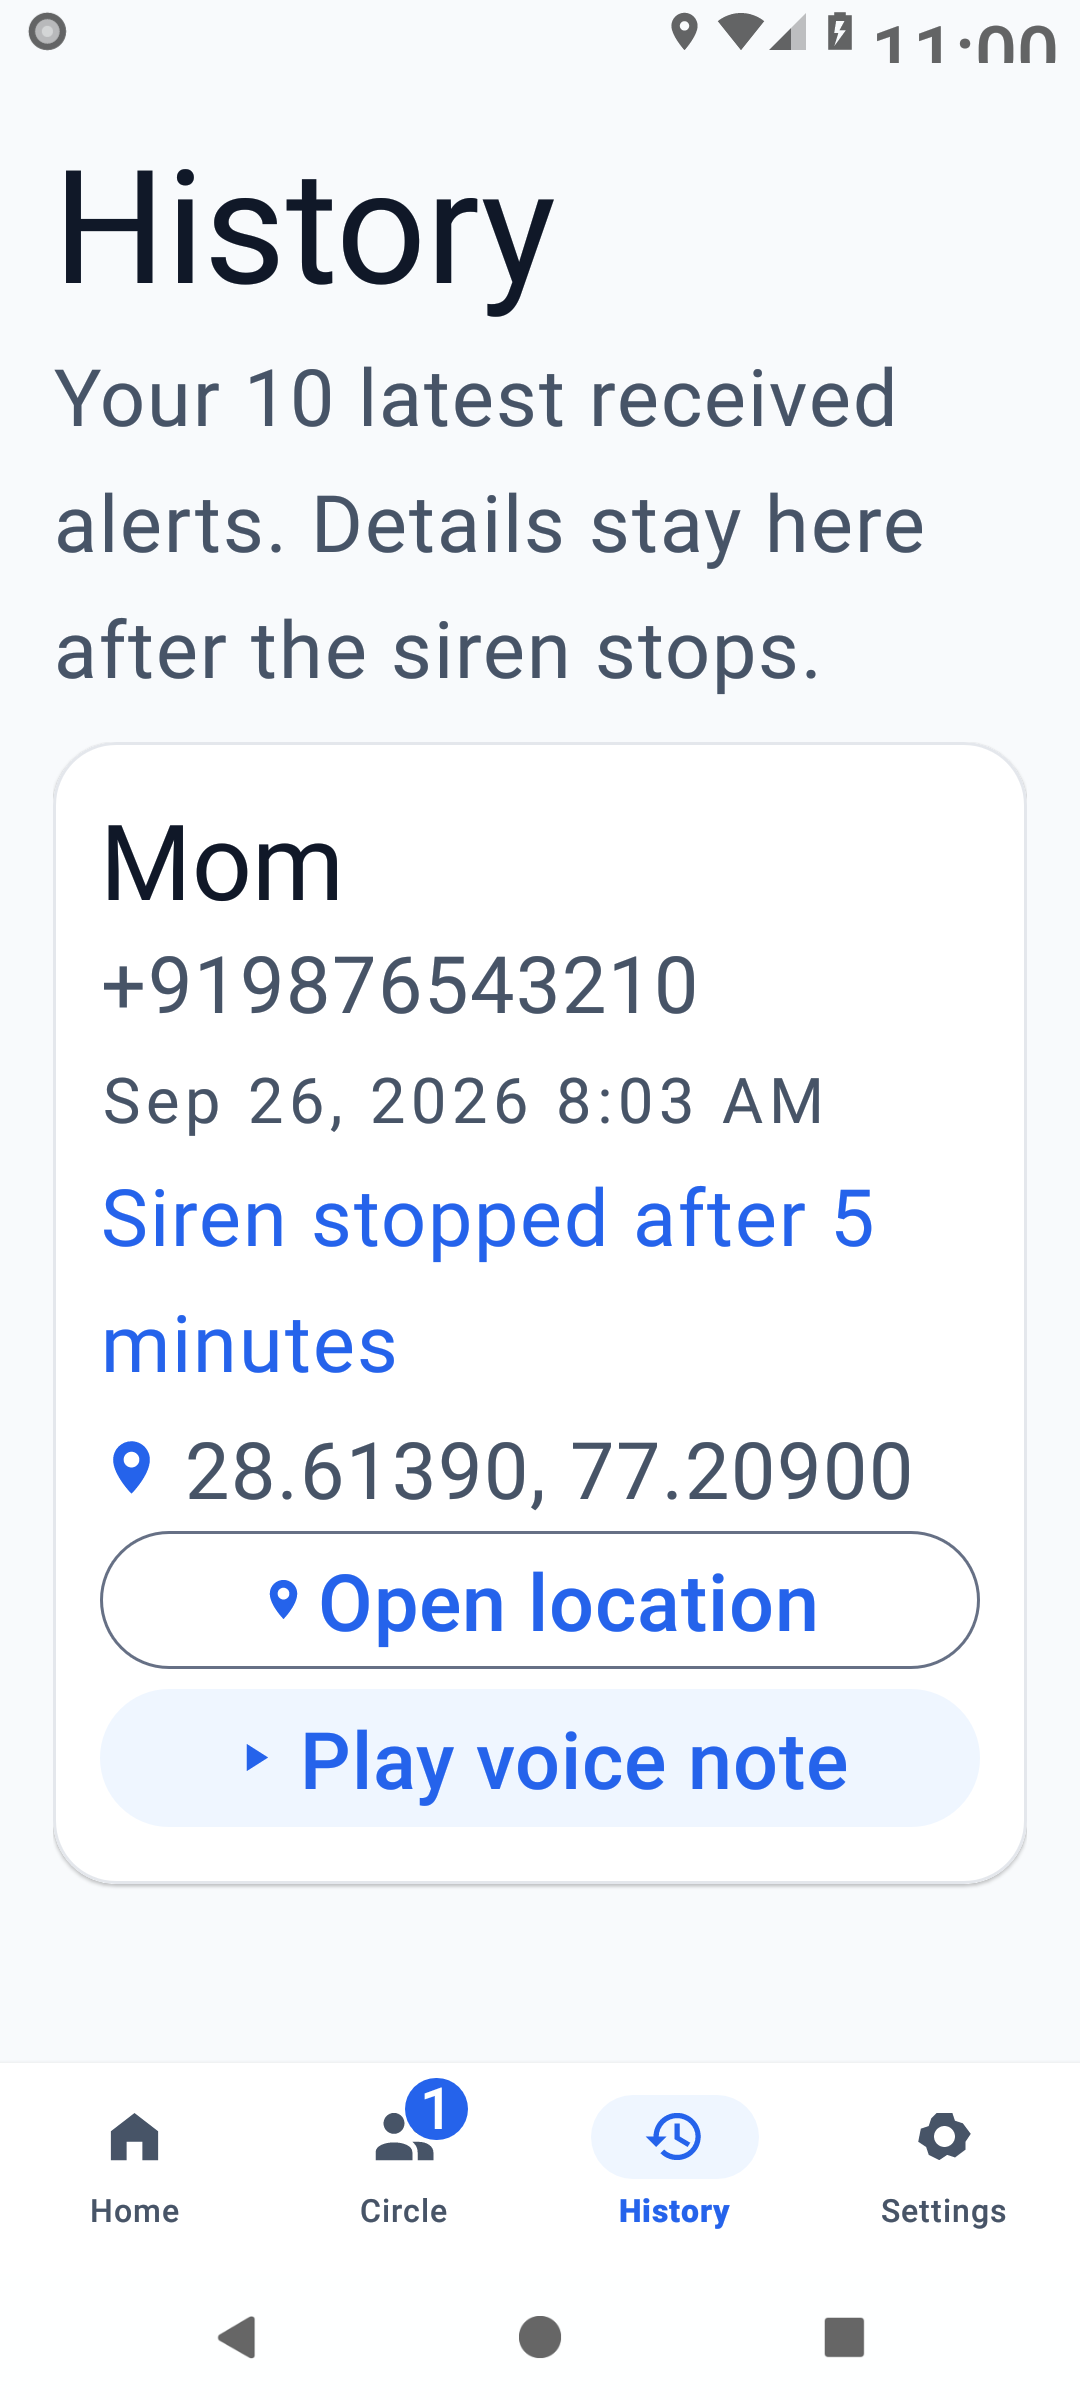 11:00
History
Your 10 latest received
alerts. Details stay here
after the siren stops.
Mom
+919876543210
Sep 26, 2026 8:03 AM
Siren stopped after 5
minutes
28.61390, 77.20900
Open location
Play voice note
1
Home
Circle
History
Settings